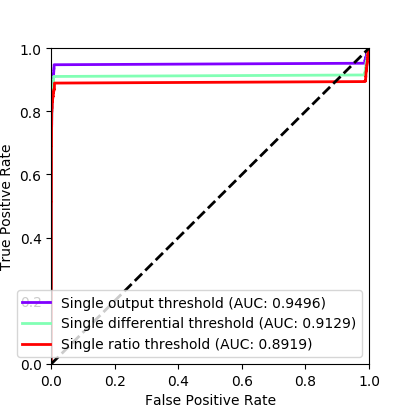 1.0
0.8
0.6
0.4
0.2
0.0
True Positive Rate
Single output threshold (AUC: 0.9496)
Single differential threshold (AUC: 0.9129)
Single ratio threshold (AUC: 0.8919)
0.0 0.2 0.4 0.6 0.8 1.0
False Positive Rate